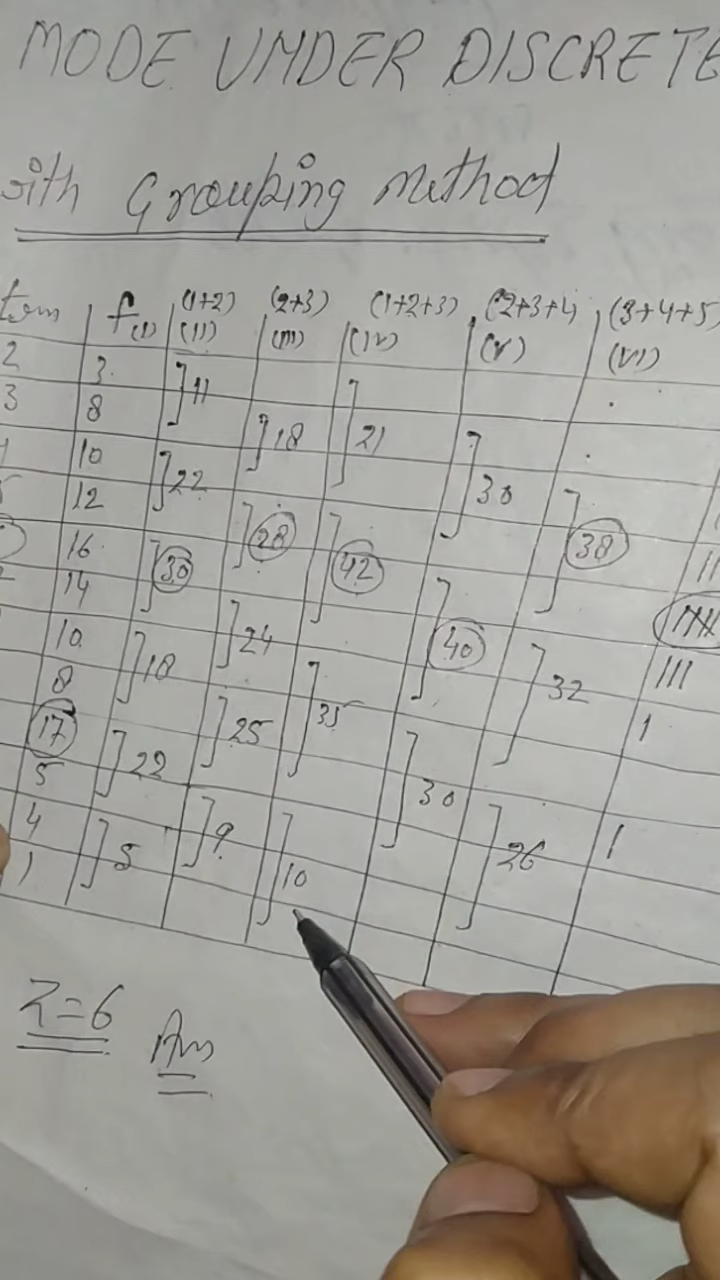 MODE UNDER DISCRETE
Grouping Method
f(I) (1+2) (II) (2+3) (III) (1+2+3) (IV) (2+3+4) (V) (3+4+5) (VI)
2 3 11
3 8 18 21
10 22 30
12 28 38
16 30 42 II
14 24 40
10 18 32 III
8 25 35 I
17 22 30
5 9 26 I
4 5 10
1
Z=6 Ans